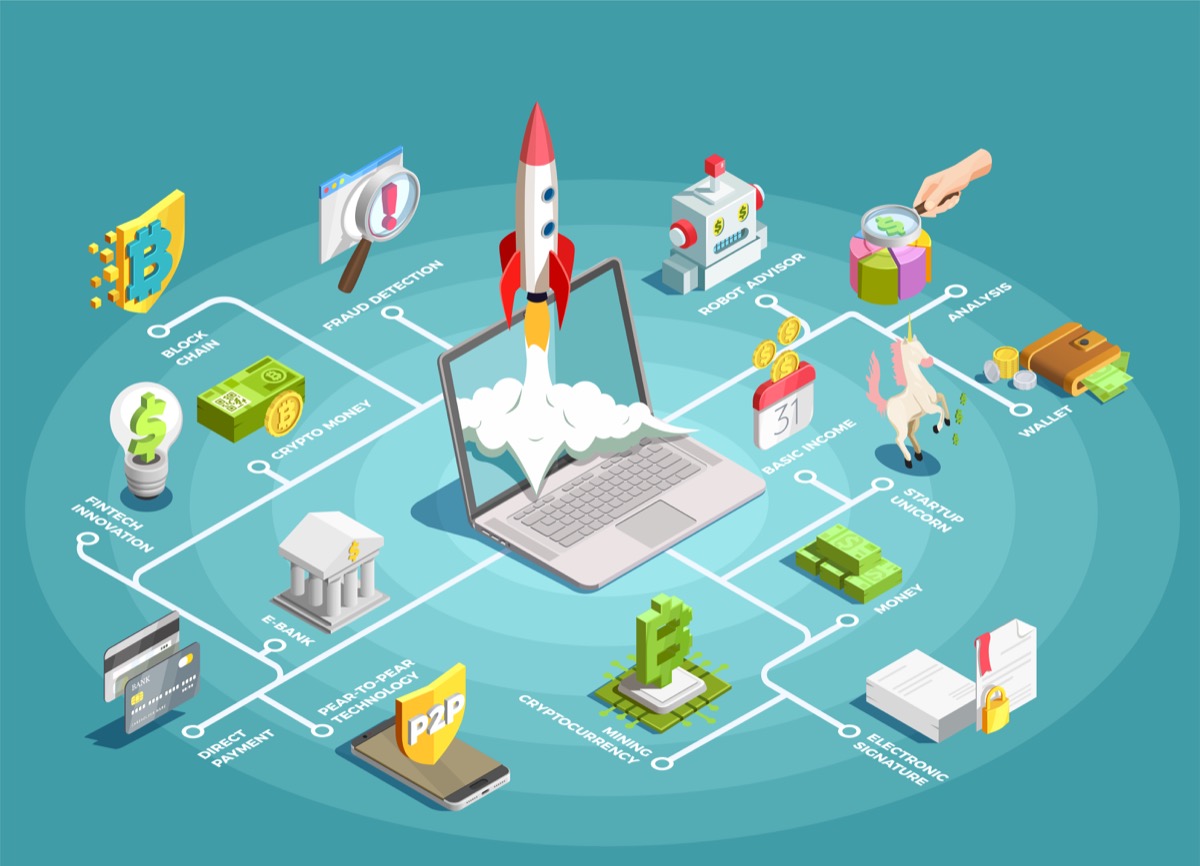 FRAUD DETECTION
ROBOT ADVISOR
ANALYSIS
BLOCK
CHAIN
31
WALLET
CRYPTO MONEY
BASIC INCOME
FINTECH
INNOVATION
STARTUP
UNICORN
E-BANK
MONEY
BANK
PEAR-TO-PEAR
TECHNOLOGY
P2P
DIRECT
PAYMENT
MINING
CRYPTOCURRENCY
ELECTRONIC
SIGNATURE